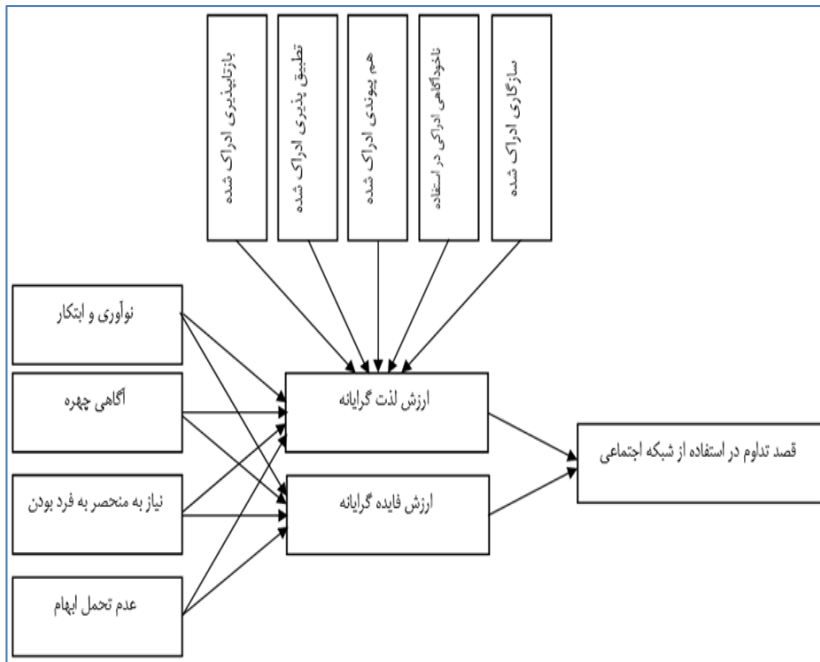 بازتابپذیری ادراک شده
تطبیق پذیری ادراک شده
هم پیوندی ادراک شده
ناخودآگاهی ادراکی در استفاده
سازگاری ادراک شده
نوآوری و ابتکار
آگاهی چهره
نیاز به منحصر به فرد بودن
عدم تحمل ابهام
ارزش لذت گرایانه
ارزش فایده گرایانه
قصد تداوم در استفاده از شبکه اجتماعی